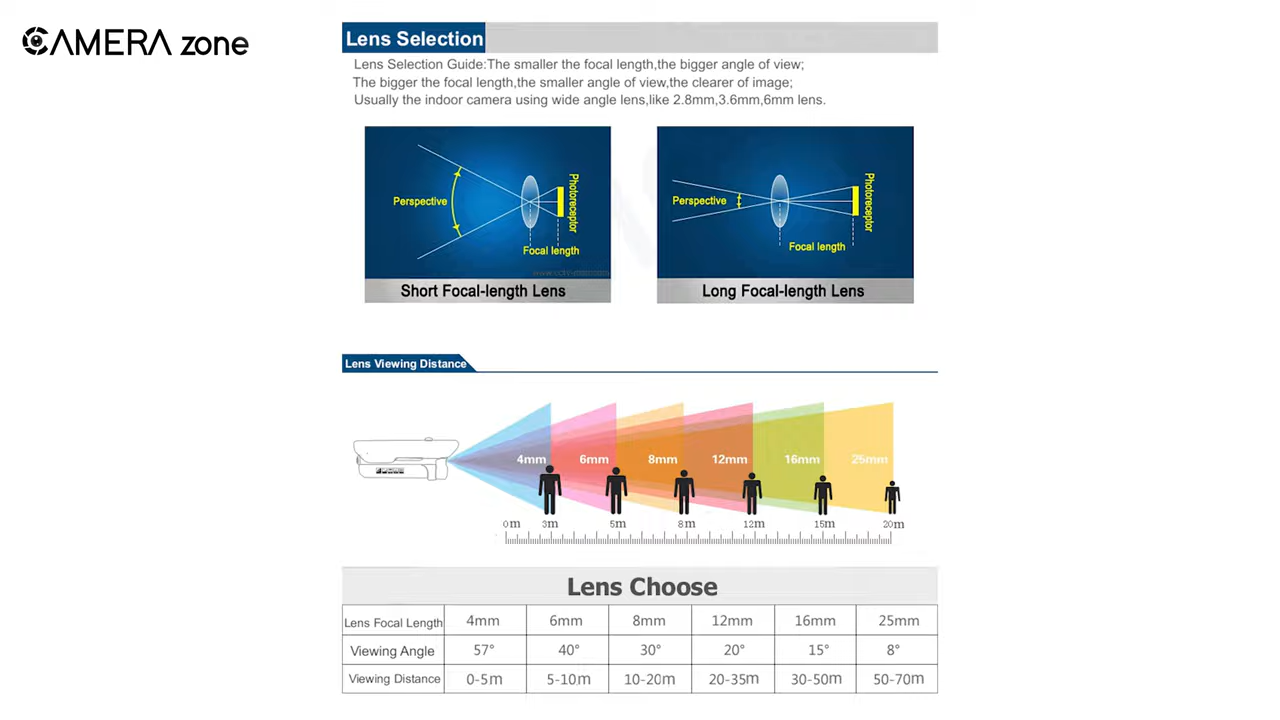 CAMERA zone
Lens Selection
Lens Selection Guide:The smaller the focal length,the bigger angle of view;
The bigger the focal length,the smaller angle of view,the clearer of image;
Usually the indoor camera using wide angle lens,like 2.8mm,3.6mm,6mm lens.
Perspective
Photoreceptor
Focal length
Short Focal-length Lens
Perspective
Photoreceptor
Focal length
Long Focal-length Lens
Lens Viewing Distance
4mm 6mm 8mm 12mm 16mm 25mm
0m 3m 5m 8m 12m 15m 20m
Lens Choose
Lens Focal Length 4mm 6mm 8mm 12mm 16mm 25mm
Viewing Angle 57° 40° 30° 20° 15° 8°
Viewing Distance 0-5m 5-10m 10-20m 20-35m 30-50m 50-70m